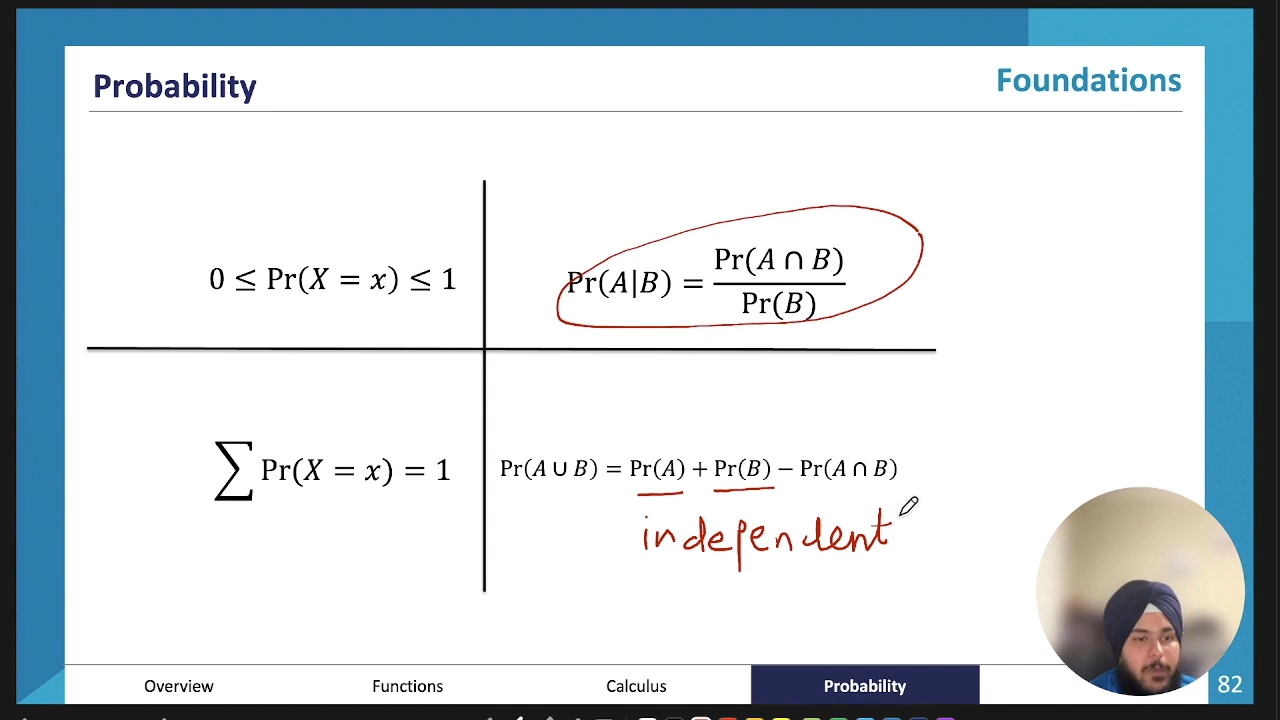 Probability
Foundations
0 ≤ Pr(X = x) ≤ 1
Pr(A|B) = Pr(A ∩ B) / Pr(B)
∑ Pr(X = x) = 1
Pr(A ∪ B) = Pr(A) + Pr(B) − Pr(A ∩ B)
independent
Overview
Functions
Calculus
Probability
82